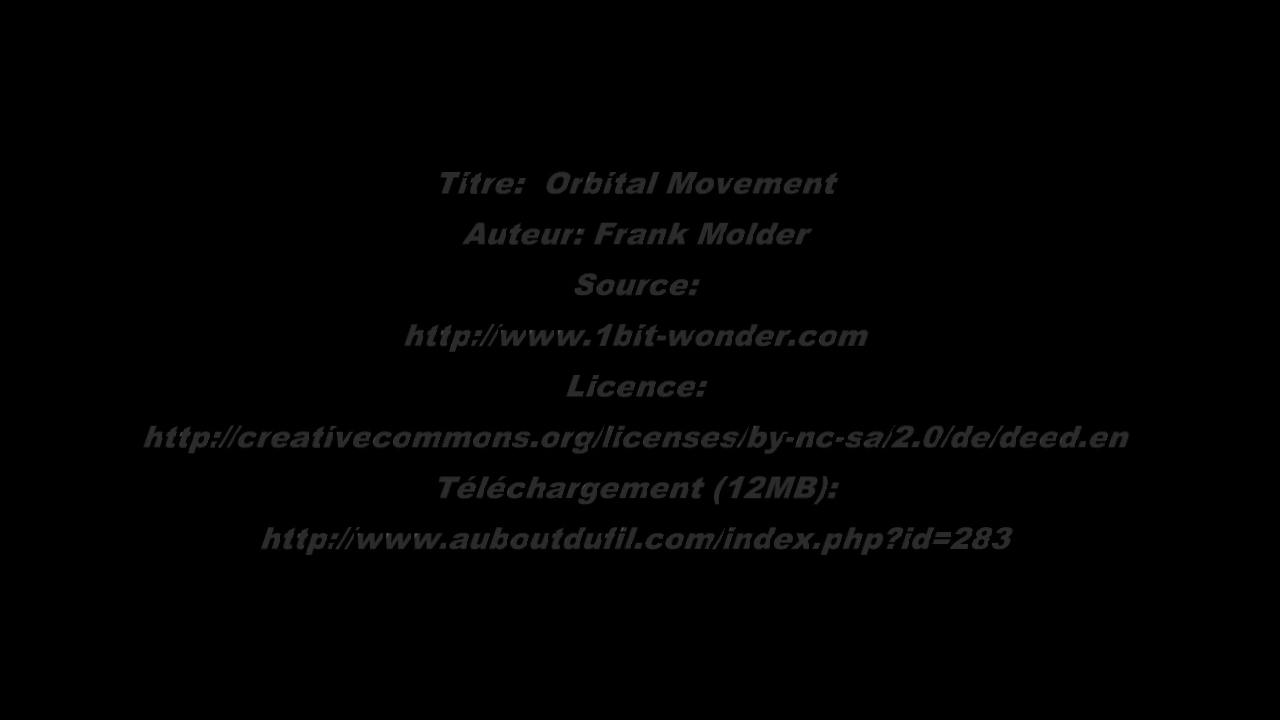 Titre:  Orbital Movement
Auteur: Frank Molder
Source:
http://www.1bit-wonder.com
Licence:
http://creativecommons.org/licenses/by-nc-sa/2.0/de/deed.en
Téléchargement (12MB):
http://www.auboutdufil.com/index.php?id=283